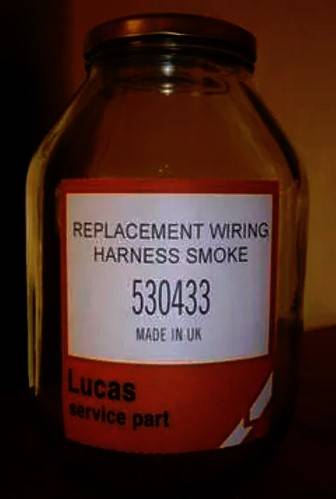 REPLACEMENT WIRING
HARNESS SMOKE
530433
MADE IN UK
Lucas
service part